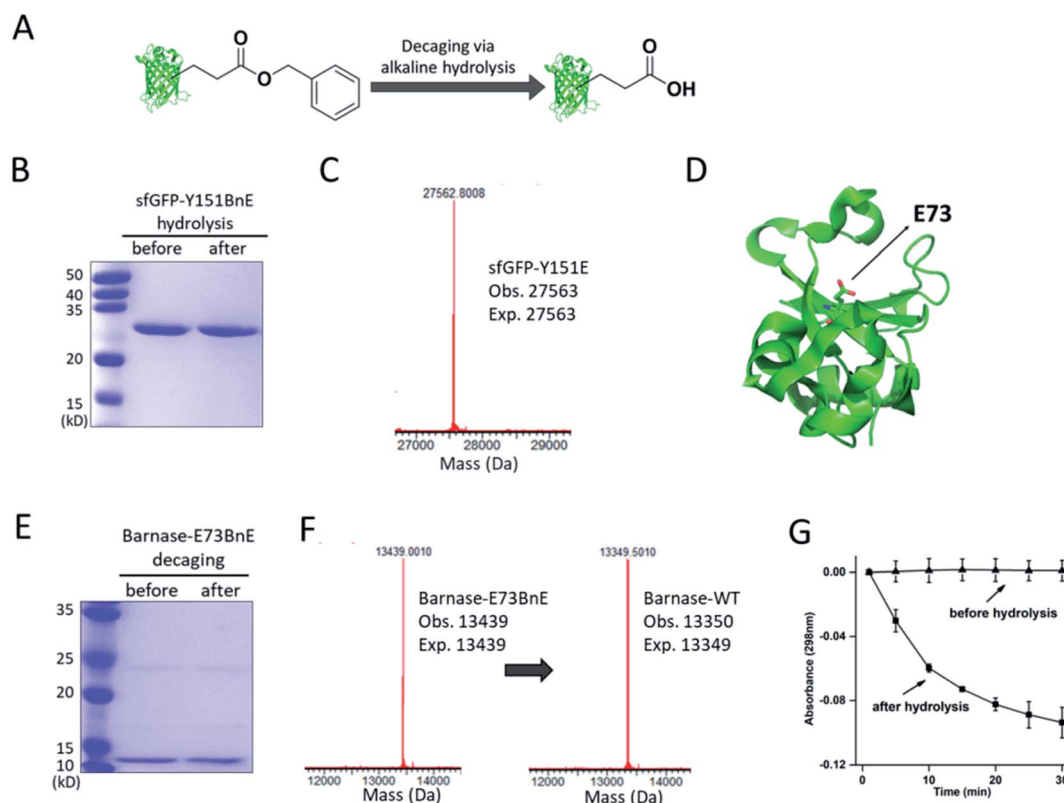 A
O
O
Decaging via
alkaline hydrolysis
O
OH
B
sfGFP-Y151BnE
hydrolysis
before after
50
40
35
20
15
(kD)
C
27562.8008
sfGFP-Y151E
Obs. 27563
Exp. 27563
27000 28000 29000
Mass (Da)
D
E73
E
Barnase-E73BnE
decaging
before after
35
25
20
15
10
(kD)
F
13439.0010
Barnase-E73BnE
Obs. 13439
Exp. 13439
12000 13000 14000
Mass (Da)
13349.5010
Barnase-WT
Obs. 13350
Exp. 13349
12000 13000 14000
Mass (Da)
G
0.00
-0.04
-0.08
-0.12
Absorbance (298nm)
before hydrolysis
after hydrolysis
0 10 20 30
Time (min)